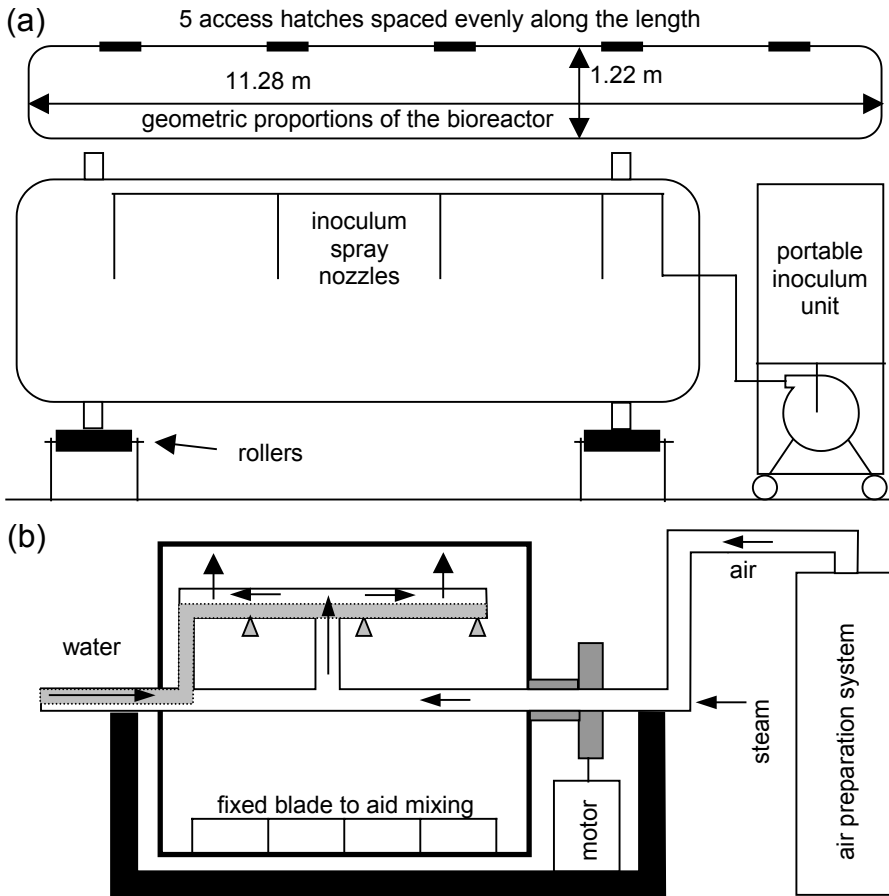 (a)
5 access hatches spaced evenly along the length
11.28 m
1.22 m
geometric proportions of the bioreactor
inoculum
spray
nozzles
portable
inoculum
unit
rollers
(b)
air
water
steam
air preparation system
fixed blade to aid mixing
motor